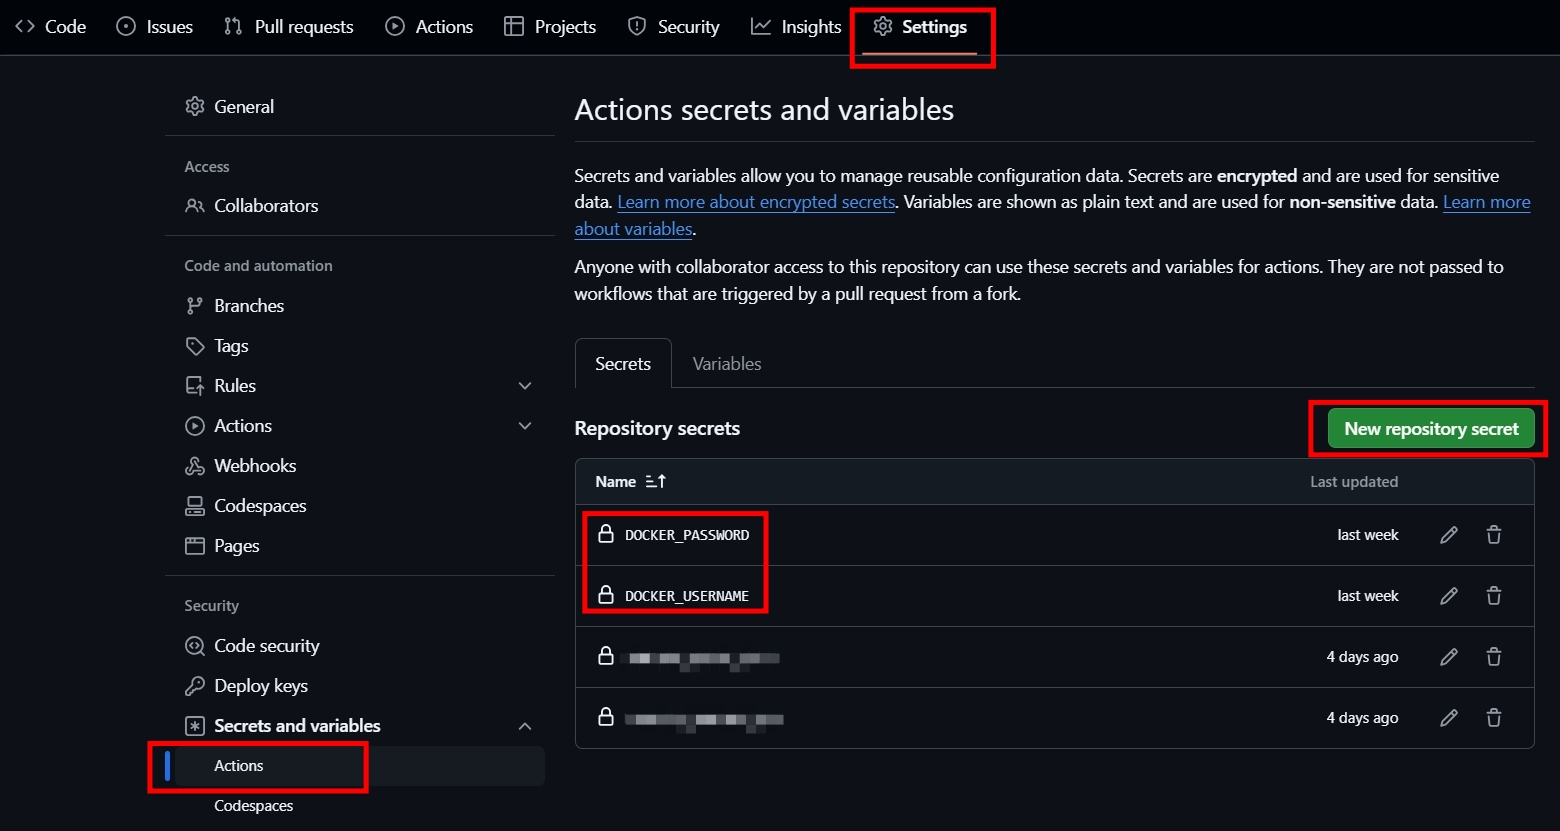 Code Issues Pull requests Actions Projects Security Insights Settings
General
Access
Collaborators
Code and automation
Branches
Tags
Rules
Actions
Webhooks
Codespaces
Pages
Security
Code security
Deploy keys
Secrets and variables
Actions
Codespaces
Actions secrets and variables
Secrets and variables allow you to manage reusable configuration data. Secrets are encrypted and are used for sensitive
data. Learn more about encrypted secrets. Variables are shown as plain text and are used for non-sensitive data. Learn more
about variables.
Anyone with collaborator access to this repository can use these secrets and variables for actions. They are not passed to
workflows that are triggered by a pull request from a fork.
Secrets Variables
Repository secrets New repository secret
Name Last updated
DOCKER_PASSWORD last week
DOCKER_USERNAME last week
4 days ago
4 days ago